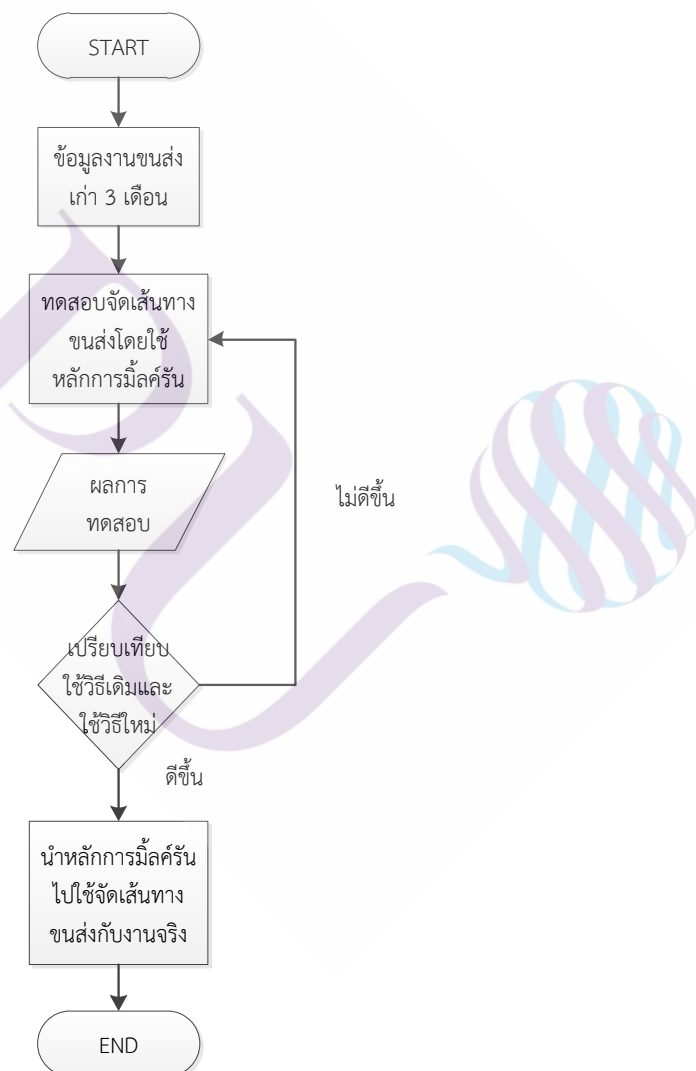 START
ข้อมูลงานขนส่ง
เก่า 3 เดือน
ทดสอบจัดเส้นทาง
ขนส่งโดยใช้
หลักการมิ้ลค์รัน
ผลการ
ทดสอบ
ไม่ดีขึ้น
เปรียบเทียบ
ใช้วิธีเดิมและ
ใช้วิธีใหม่
ดีขึ้น
นำหลักการมิ้ลค์รัน
ไปใช้จัดเส้นทาง
ขนส่งกับงานจริง
END